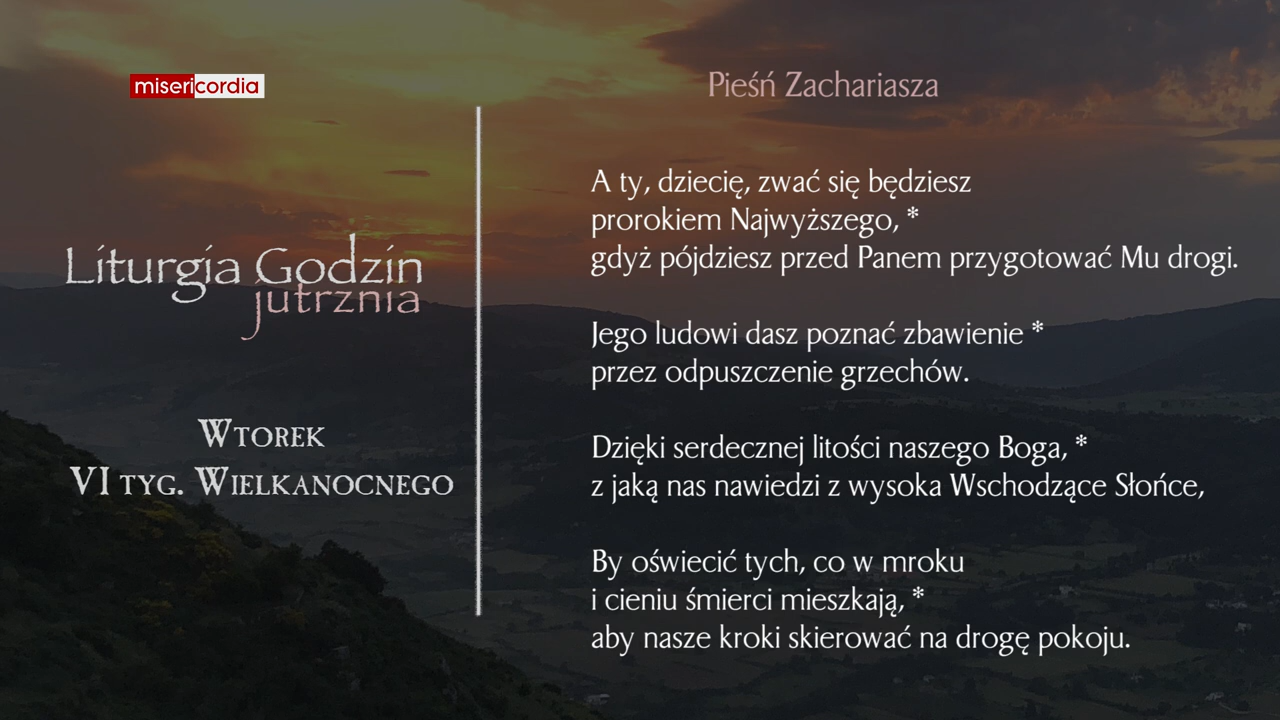 misericordia
Liturgia Godzin
jutrznia
Wtorek
VI tyg. Wielkanocnego
Pieśń Zachariasza
A ty, dziecię, zwać się będziesz
prorokiem Najwyższego, *
gdyż pójdziesz przed Panem przygotować Mu drogi.
Jego ludowi dasz poznać zbawienie *
przez odpuszczenie grzechów.
Dzięki serdecznej litości naszego Boga, *
z jaką nas nawiedzi z wysoka Wschodzące Słońce,
By oświecić tych, co w mroku
i cieniu śmierci mieszkają, *
aby nasze kroki skierować na drogę pokoju.